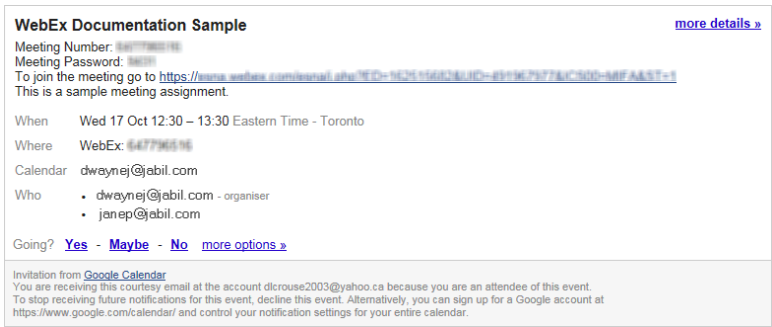 WebEx Documentation Sample
more details »
Meeting Number:
Meeting Password:
To join the meeting go to https://
This is a sample meeting assignment.
When Wed 17 Oct 12:30 – 13:30 Eastern Time - Toronto
Where WebEx:
Calendar dwaynej@jabil.com
Who • dwaynej@jabil.com - organiser
• janep@jabil.com
Going? Yes - Maybe - No more options »
Invitation from Google Calendar
You are receiving this courtesy email at the account dlcrouse2003@yahoo.ca because you are an attendee of this event.
To stop receiving future notifications for this event, decline this event. Alternatively, you can sign up for a Google account at
https://www.google.com/calendar/ and control your notification settings for your entire calendar.